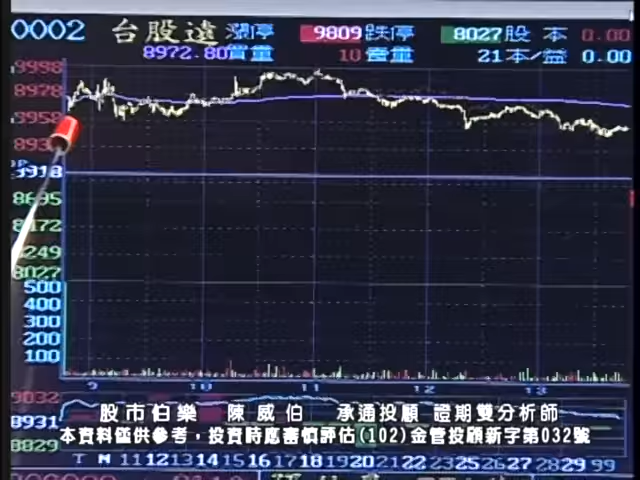 0002 台股遠 漲停 9809 跌停 8027 股本 0.00
8972.80 買量 10 賣量 21 本/益 0.00
9998
8978
9958
8695
8027
500
400
300
200
100
9 10 11 12 13
9032
8931
8829
股市伯樂 陳威伯 承通投顧 證期雙分析師
本資料僅供參考，投資時應審慎評估(102)金管投顧新字第032號
T M 11 12 13 14 15 16 17 18 19 20 21 22 23 25 26 27 28 29 99